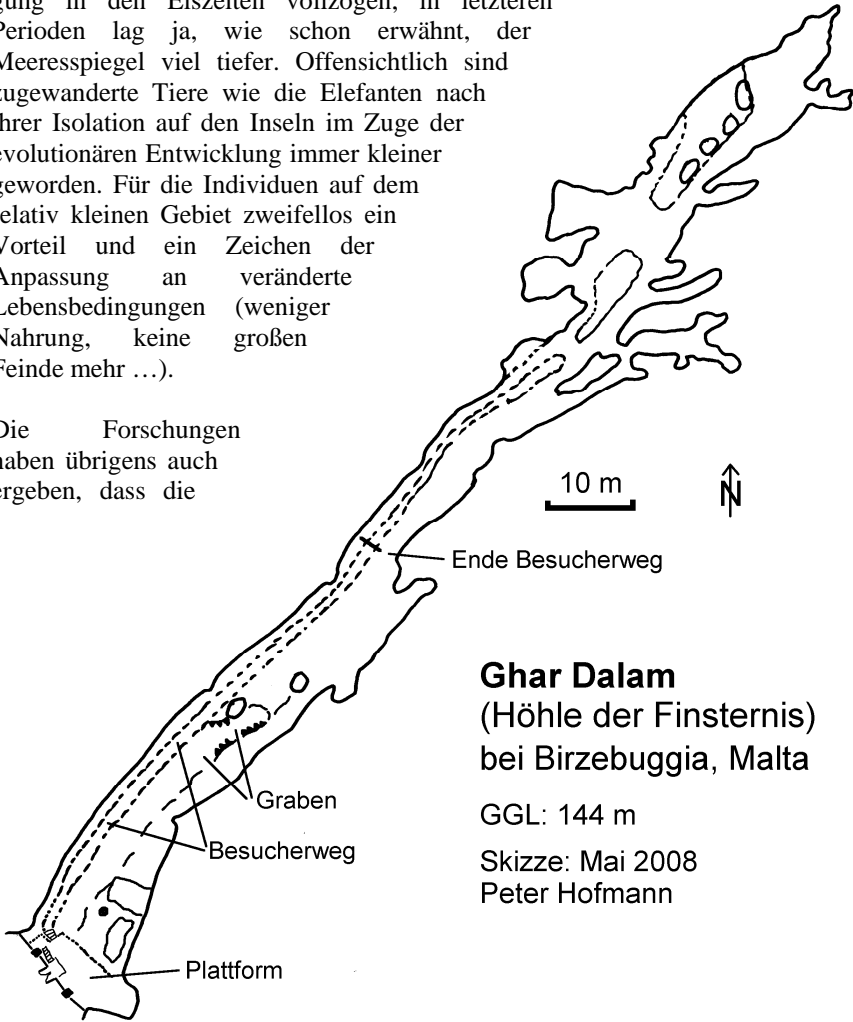 gung in den Eiszeiten vollzogen, in letzteren
Perioden lag ja, wie schon erwähnt, der
Meeresspiegel viel tiefer. Offensichtlich sind
zugewanderte Tiere wie die Elefanten nach
ihrer Isolation auf den Inseln im Zuge der
evolutionären Entwicklung immer kleiner
geworden. Für die Individuen auf dem
relativ kleinen Gebiet zweifellos ein
Vorteil und ein Zeichen der
Anpassung an veränderte
Lebensbedingungen (weniger
Nahrung, keine großen
Feinde mehr …).
Die Forschungen
haben übrigens auch
ergeben, dass die
10 m
N
Ende Besucherweg
Ghar Dalam
(Höhle der Finsternis)
bei Birzebuggia, Malta
GGL: 144 m
Skizze: Mai 2008
Peter Hofmann
Graben
Besucherweg
Plattform